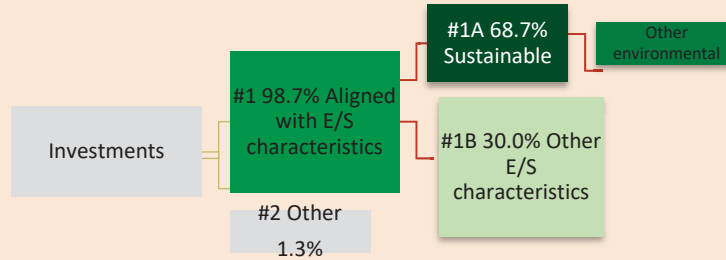 Investments
#1 98.7% Aligned
with E/S
characteristics
#2 Other
1.3%
#1A 68.7%
Sustainable
#1B 30.0% Other
E/S
characteristics
Other
environmental